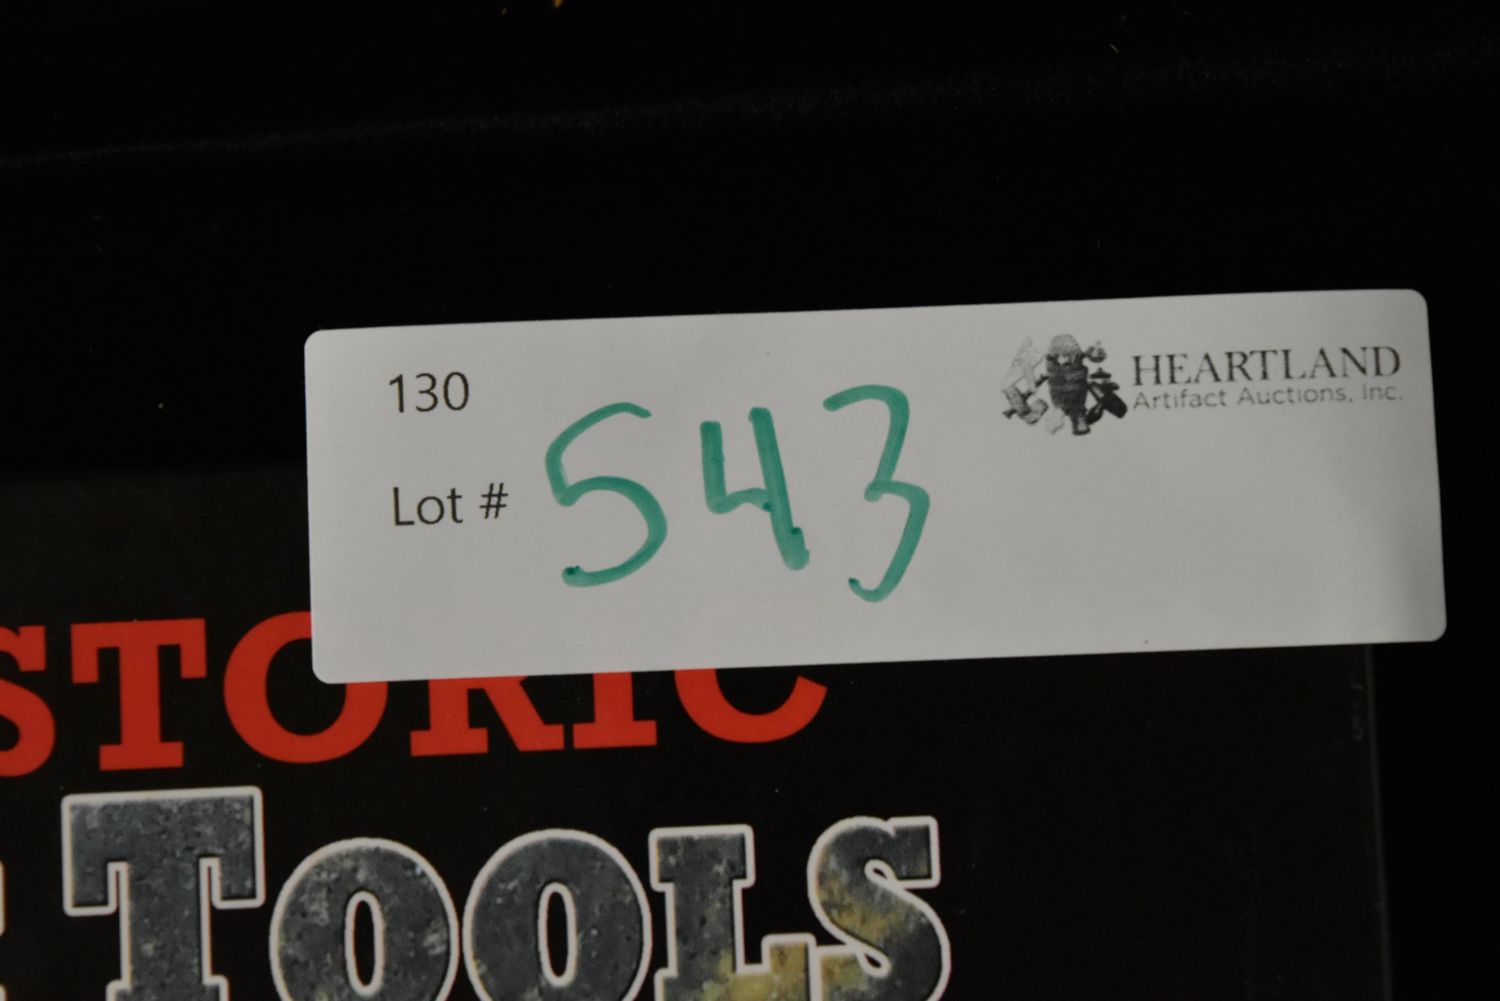 130
HEARTLAND
Artifact Auctions, Inc.
Lot # 543
STORIC
TOOLS